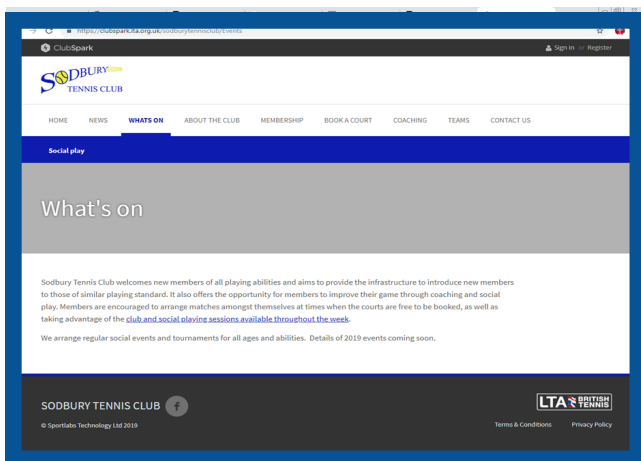 https://clubspark.lta.org.uk/sodburytennisclub/Events
ClubSpark
Sign in or Register
SODBURY
TENNIS CLUB
HOME NEWS WHATS ON ABOUT THE CLUB MEMBERSHIP BOOK A COURT COACHING TEAMS CONTACT US
Social play
What's on
Sodbury Tennis Club welcomes new members of all playing abilities and aims to provide the infrastructure to introduce new members
to those of similar playing standard. It also offers the opportunity for members to improve their game through coaching and social
play. Members are encouraged to arrange matches amongst themselves at times when the courts are free to be booked, as well as
taking advantage of the club and social playing sessions available throughout the week.
We arrange regular social events and tournaments for all ages and abilities. Details of 2019 events coming soon.
SODBURY TENNIS CLUB
LTA BRITISH TENNIS
© Sportlabs Technology Ltd 2019
Terms & Conditions Privacy Policy